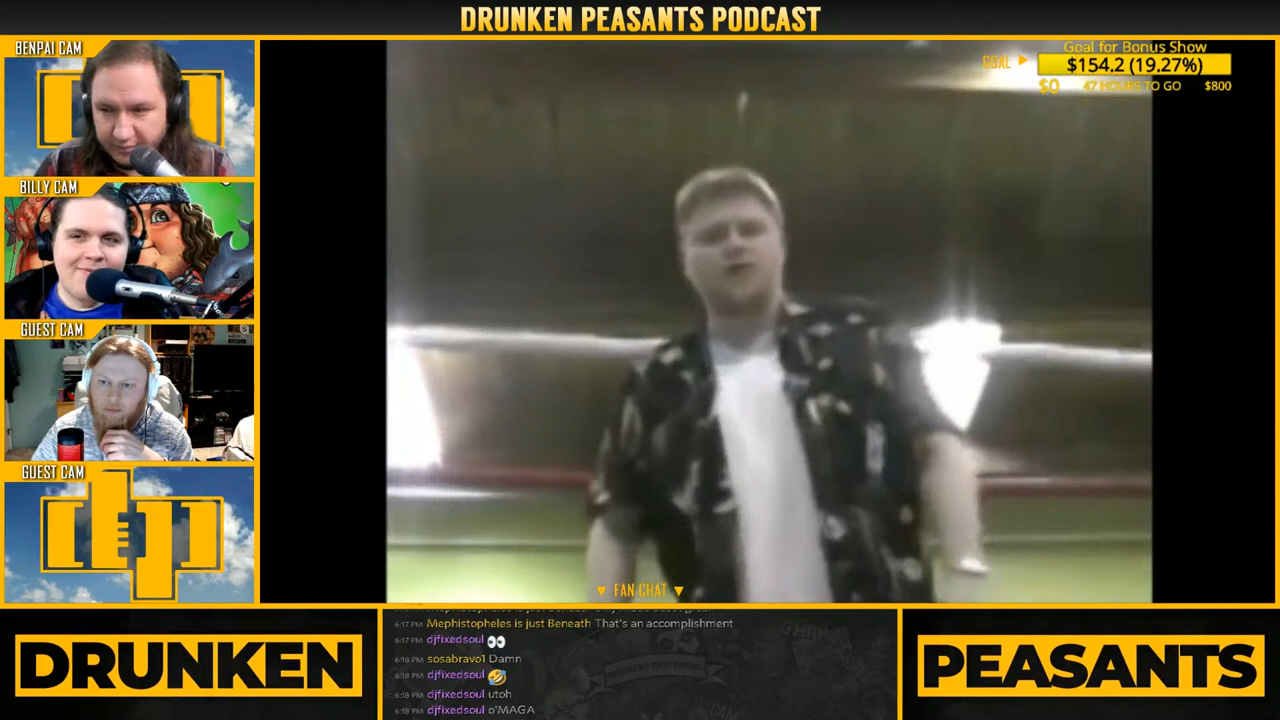 DRUNKEN PEASANTS PODCAST
BENPAI CAM
BILLY CAM
GUEST CAM
GUEST CAM
Goal for Bonus Show
GOAL ▶
$154.2 (19.27%)
$0 47 HOURS TO GO $800
▼ FAN CHAT ▼
6:17 PM Mephistopheles is just Beneath That's an accomplishment
6:17 PM djfixedsoul 👀
6:18 PM sosabravo1 Damn
6:18 PM djfixedsoul 🤣
6:18 PM djfixedsoul utoh
6:18 PM djfixedsoul o'MAGA
DRUNKEN
PEASANTS